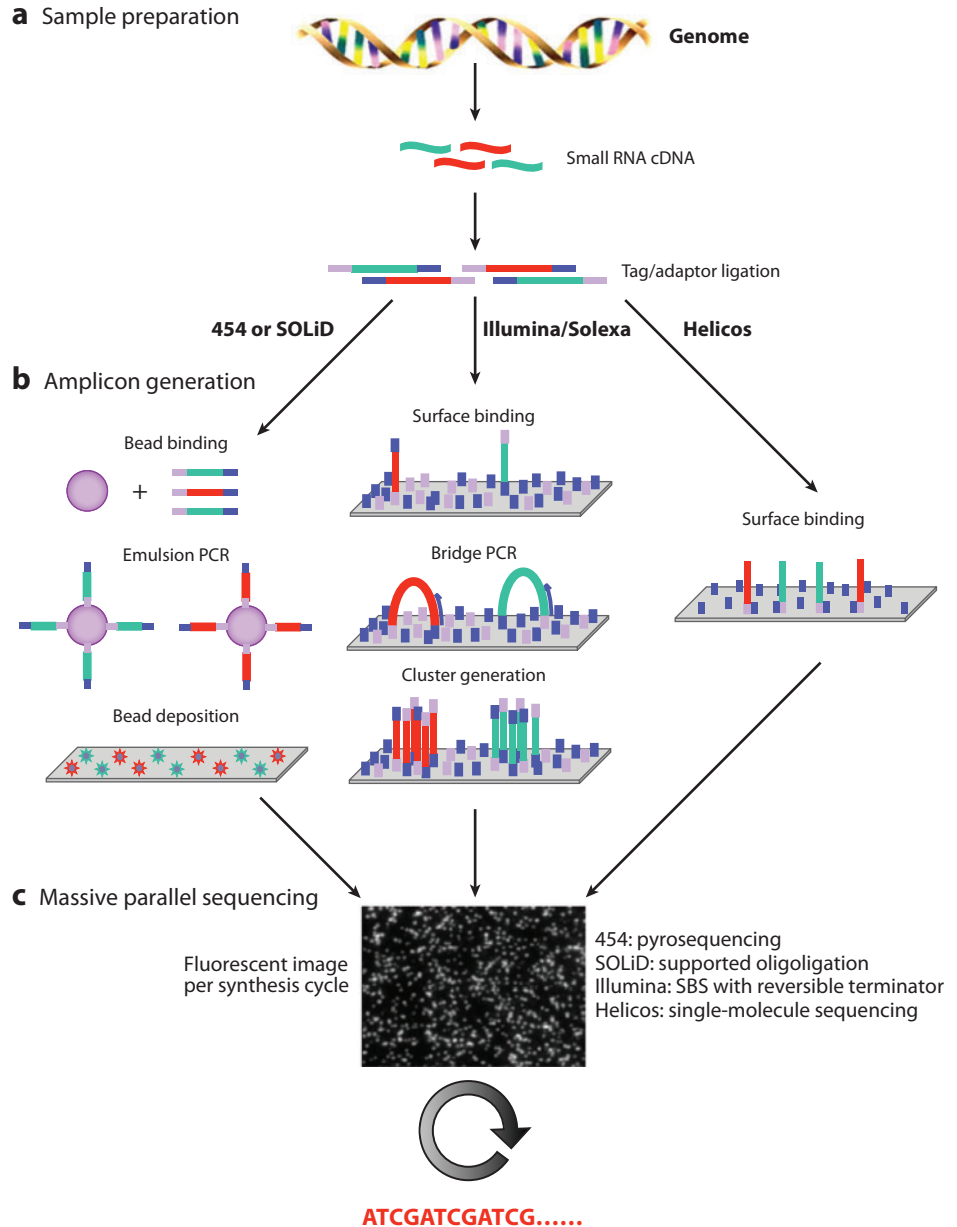 a Sample preparation
Genome
Small RNA cDNA
Tag/adaptor ligation
454 or SOLiD
Illumina/Solexa
Helicos
b Amplicon generation
Bead binding
+
Emulsion PCR
Bead deposition
Surface binding
Bridge PCR
Cluster generation
Surface binding
c Massive parallel sequencing
Fluorescent image
per synthesis cycle
454: pyrosequencing
SOLiD: supported oligoligation
Illumina: SBS with reversible terminator
Helicos: single-molecule sequencing
ATCGATCGATCG......